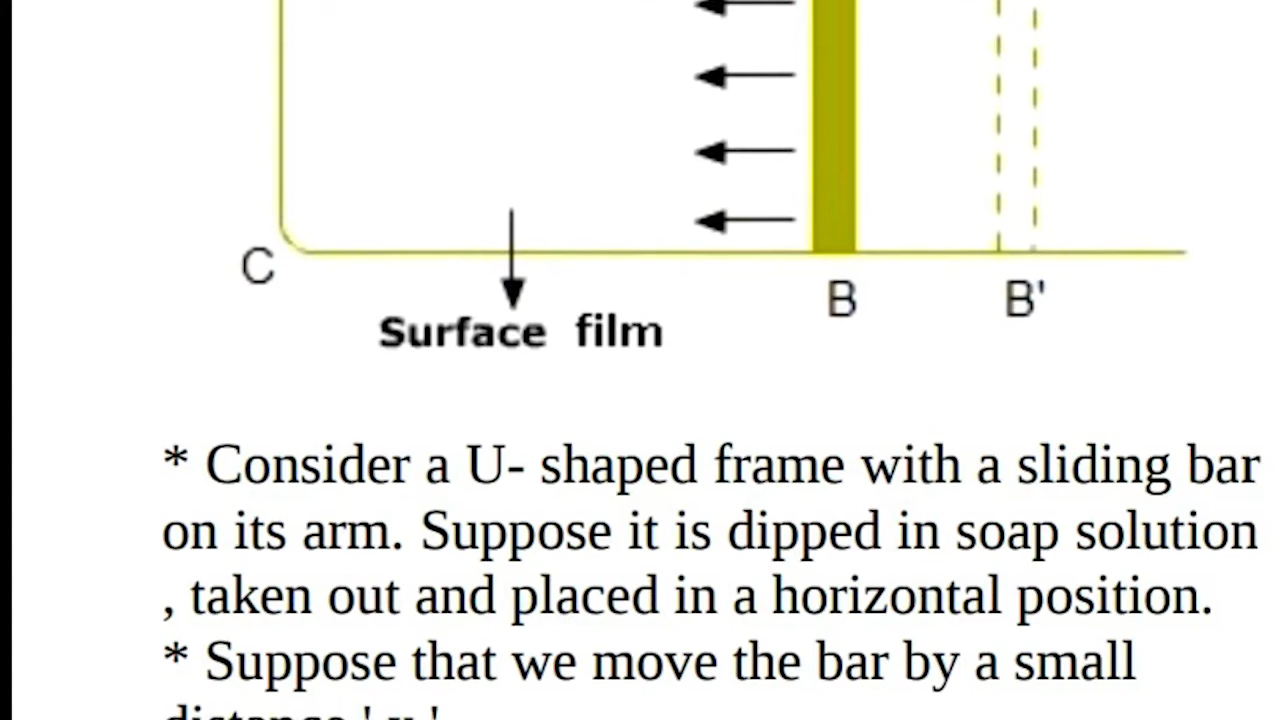 C
B
B'
Surface film
* Consider a U- shaped frame with a sliding bar
on its arm. Suppose it is dipped in soap solution
, taken out and placed in a horizontal position.
* Suppose that we move the bar by a small
distance ' x '